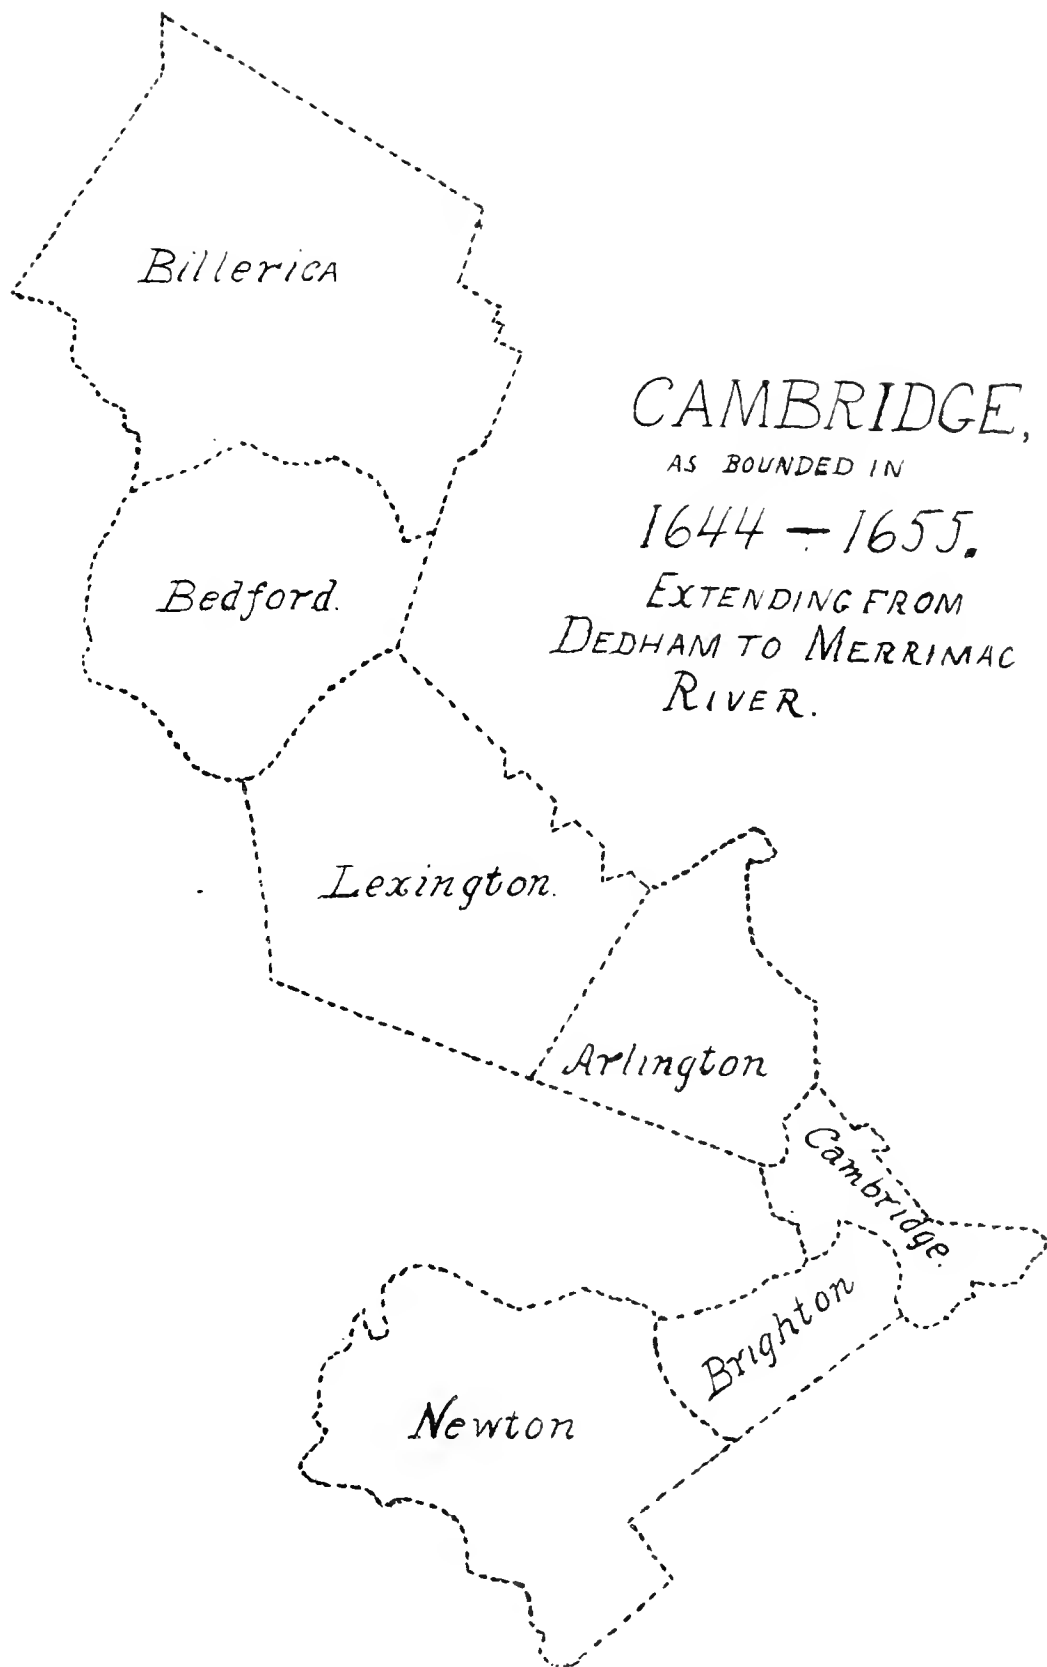 Billerica
CAMBRIDGE,
AS BOUNDED IN
1644 – 1655.
EXTENDING FROM
DEDHAM TO MERRIMAC
RIVER.
Bedford.
Lexington.
Arlington
Cambridge.
Brighton
Newton